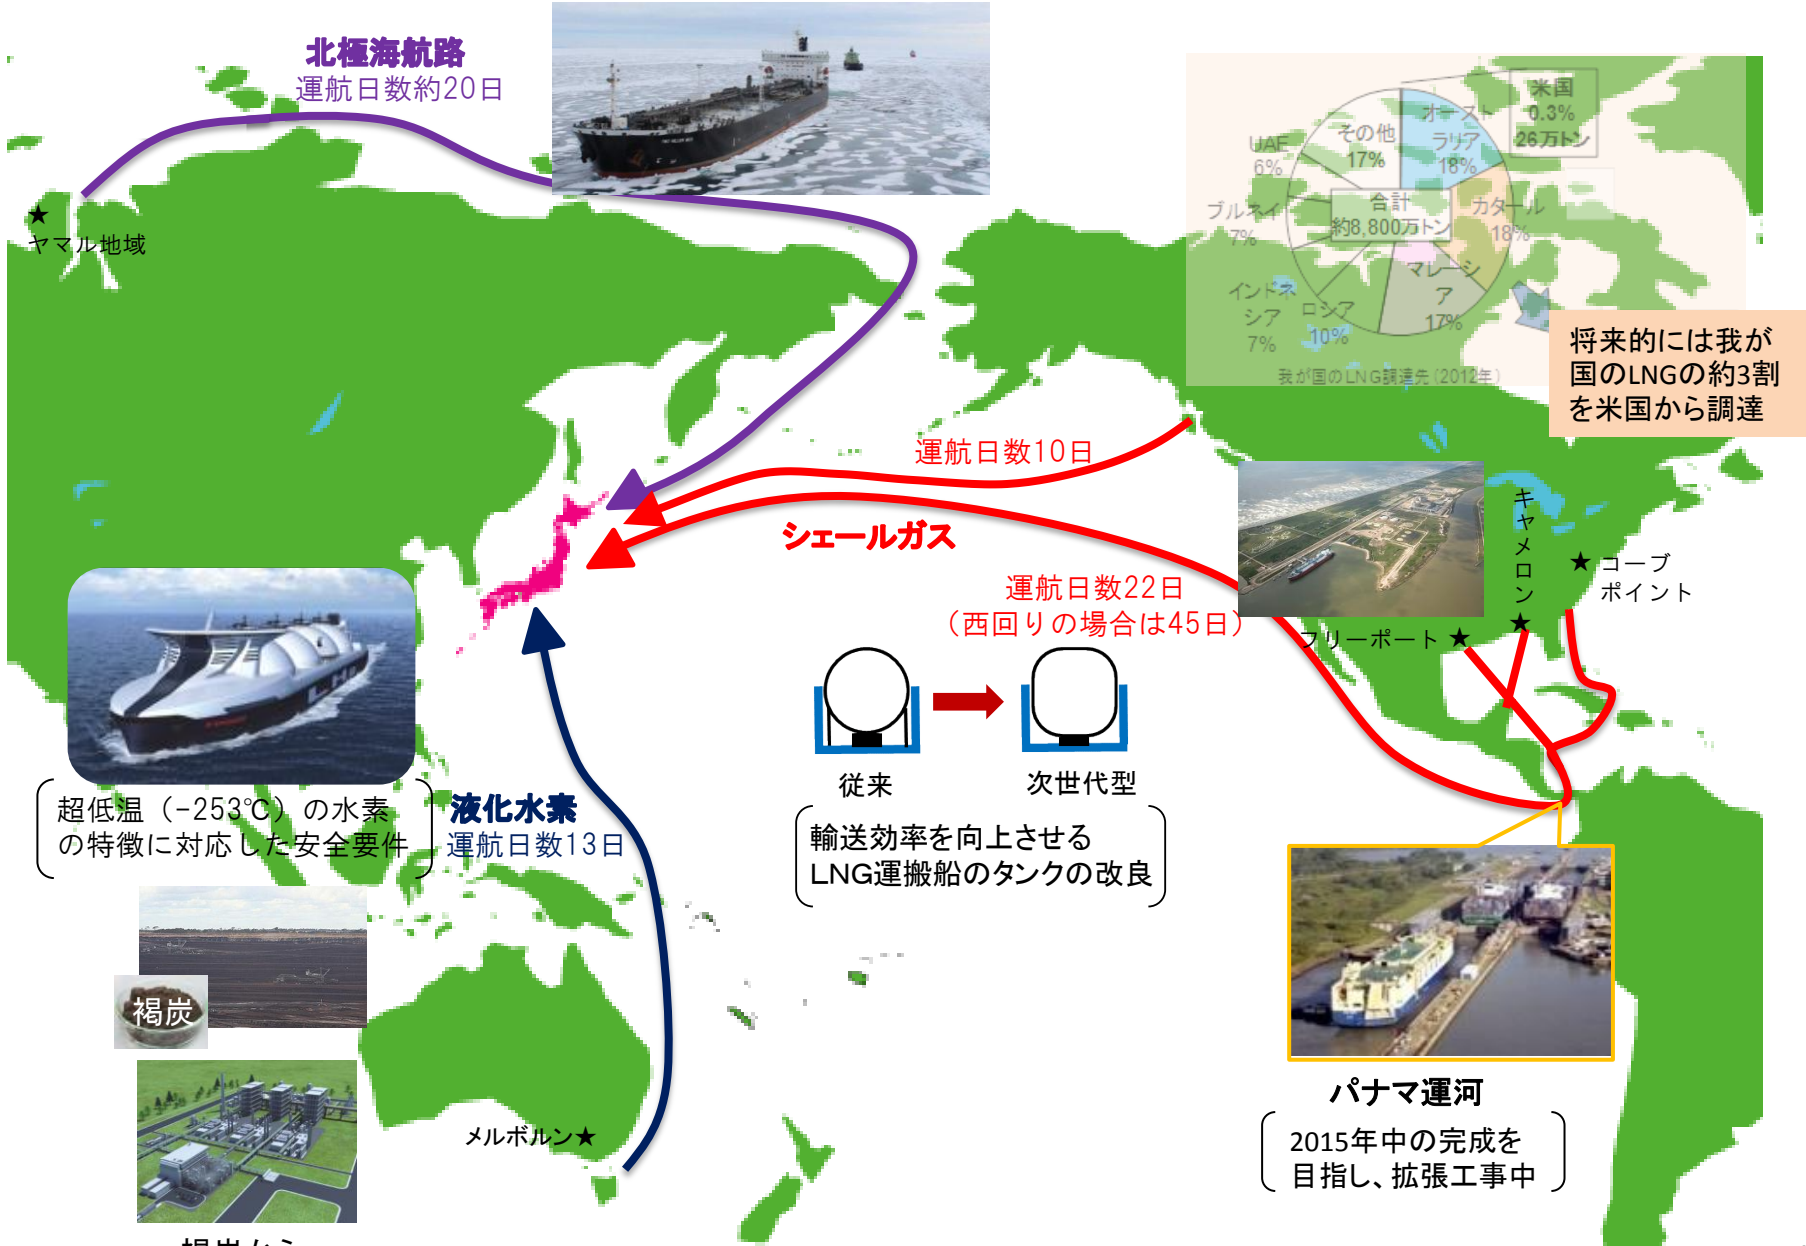 北極海航路
運航日数約20日
★
ヤマル地域
米国
0.3%
26万トン
オースト
ラリア
18%
その他
17%
UAE
6%
合計
約8,800万トン
カタール
18%
ブルネイ
7%
マレーシ
ア
17%
インドネ
シア
7%
ロシア
10%
我が国のLNG調達先(2012年)
将来的には我が
国のLNGの約3割
を米国から調達
運航日数10日
シェールガス
運航日数22日
(西回りの場合は45日)
キャメロン★
★コーブ
ポイント
フリーポート★
従来
次世代型
輸送効率を向上させる
LNG運搬船のタンクの改良
超低温(-253℃)の水素
の特徴に対応した安全要件
液化水素
運航日数13日
褐炭
メルボルン★
パナマ運河
2015年中の完成を
目指し、拡張工事中
褐炭から